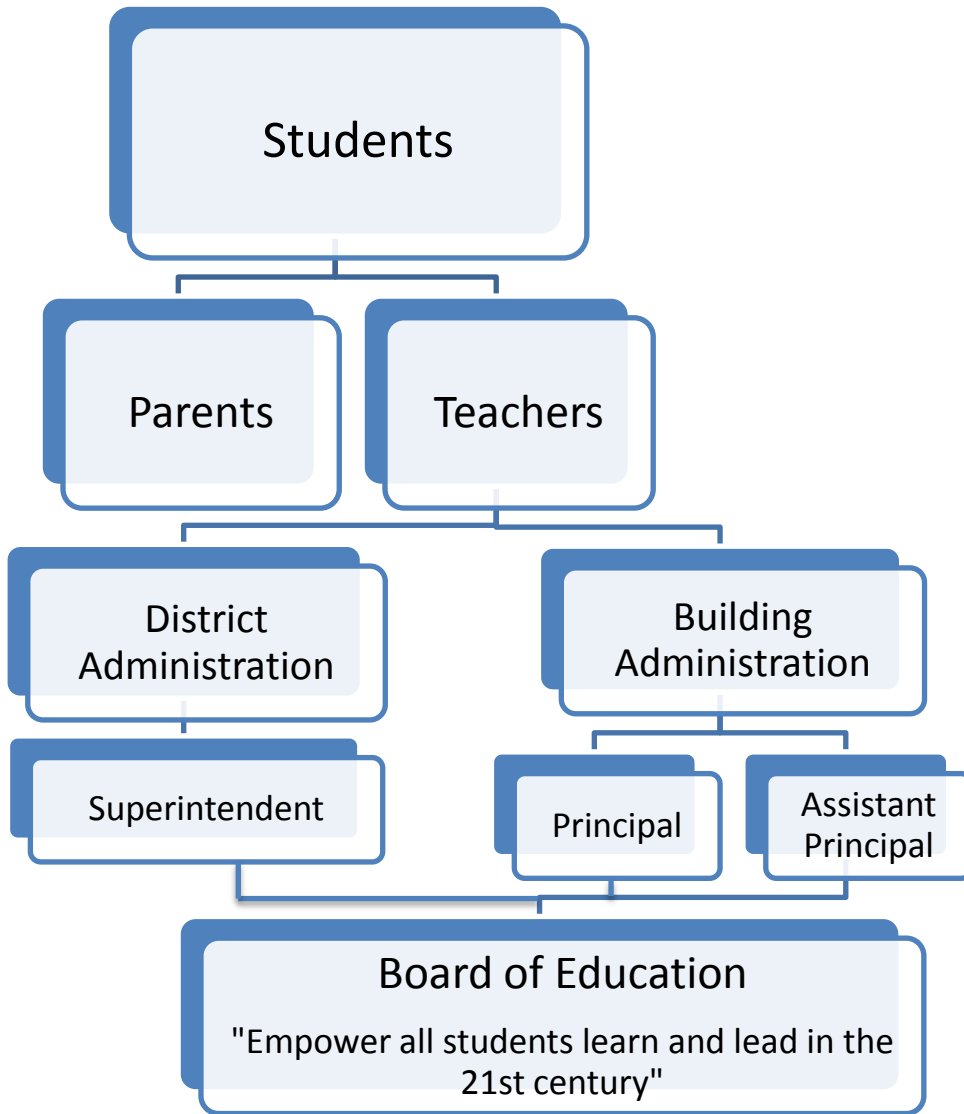 Students
Parents
Teachers
District
Administration
Building
Administration
Superintendent
Principal
Assistant
Principal
Board of Education
"Empower all students learn and lead in the
21st century"